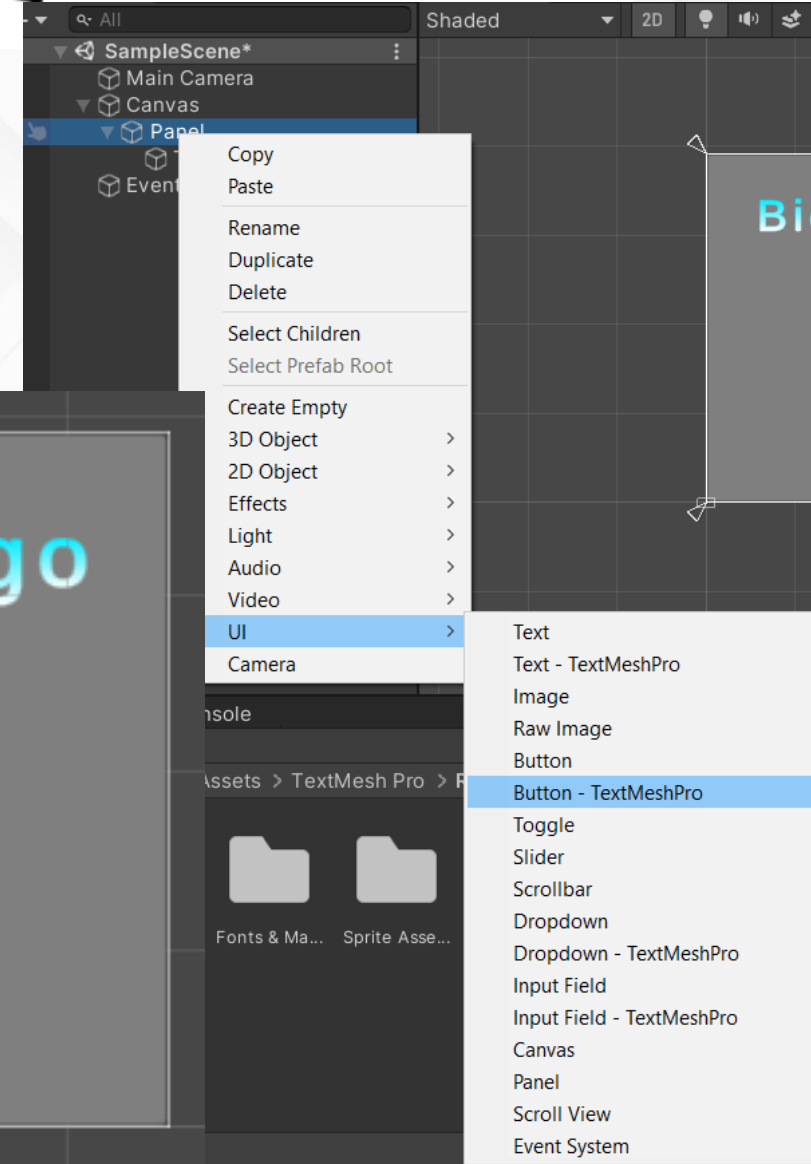 All
Shaded
2D
SampleScene*
Main Camera
Canvas
Panel
Event
Copy
Paste
Rename
Duplicate
Delete
Select Children
Select Prefab Root
Create Empty
3D Object
2D Object
Effects
Light
Audio
Video
UI
Camera
Bi
go
Text
Text - TextMeshPro
Image
Raw Image
Button
Button - TextMeshPro
Toggle
Slider
Scrollbar
Dropdown
Dropdown - TextMeshPro
Input Field
Input Field - TextMeshPro
Canvas
Panel
Scroll View
Event System
nsole
Assets > TextMesh Pro >
Fonts & Ma...
Sprite Asse...